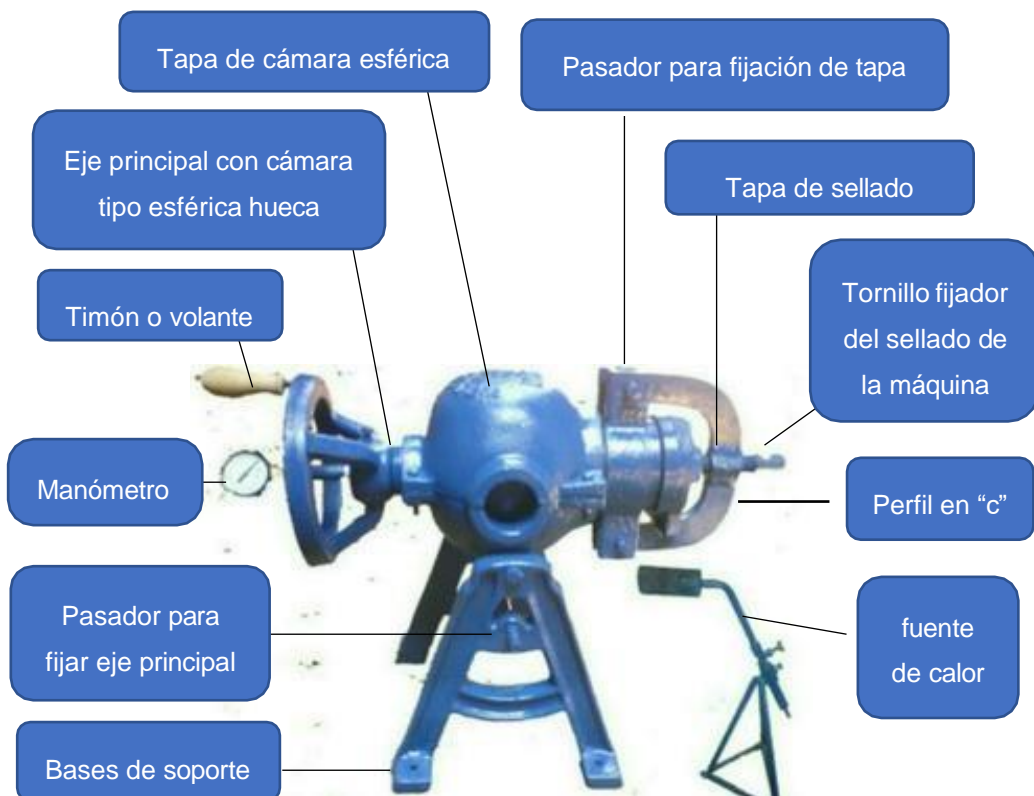 Tapa de cámara esférica
Pasador para fijación de tapa
Eje principal con cámara
tipo esférica hueca
Tapa de sellado
Timón o volante
Tornillo fijador
del sellado de
la máquina
Manómetro
Perfil en “c”
Pasador para
fijar eje principal
fuente
de calor
Bases de soporte